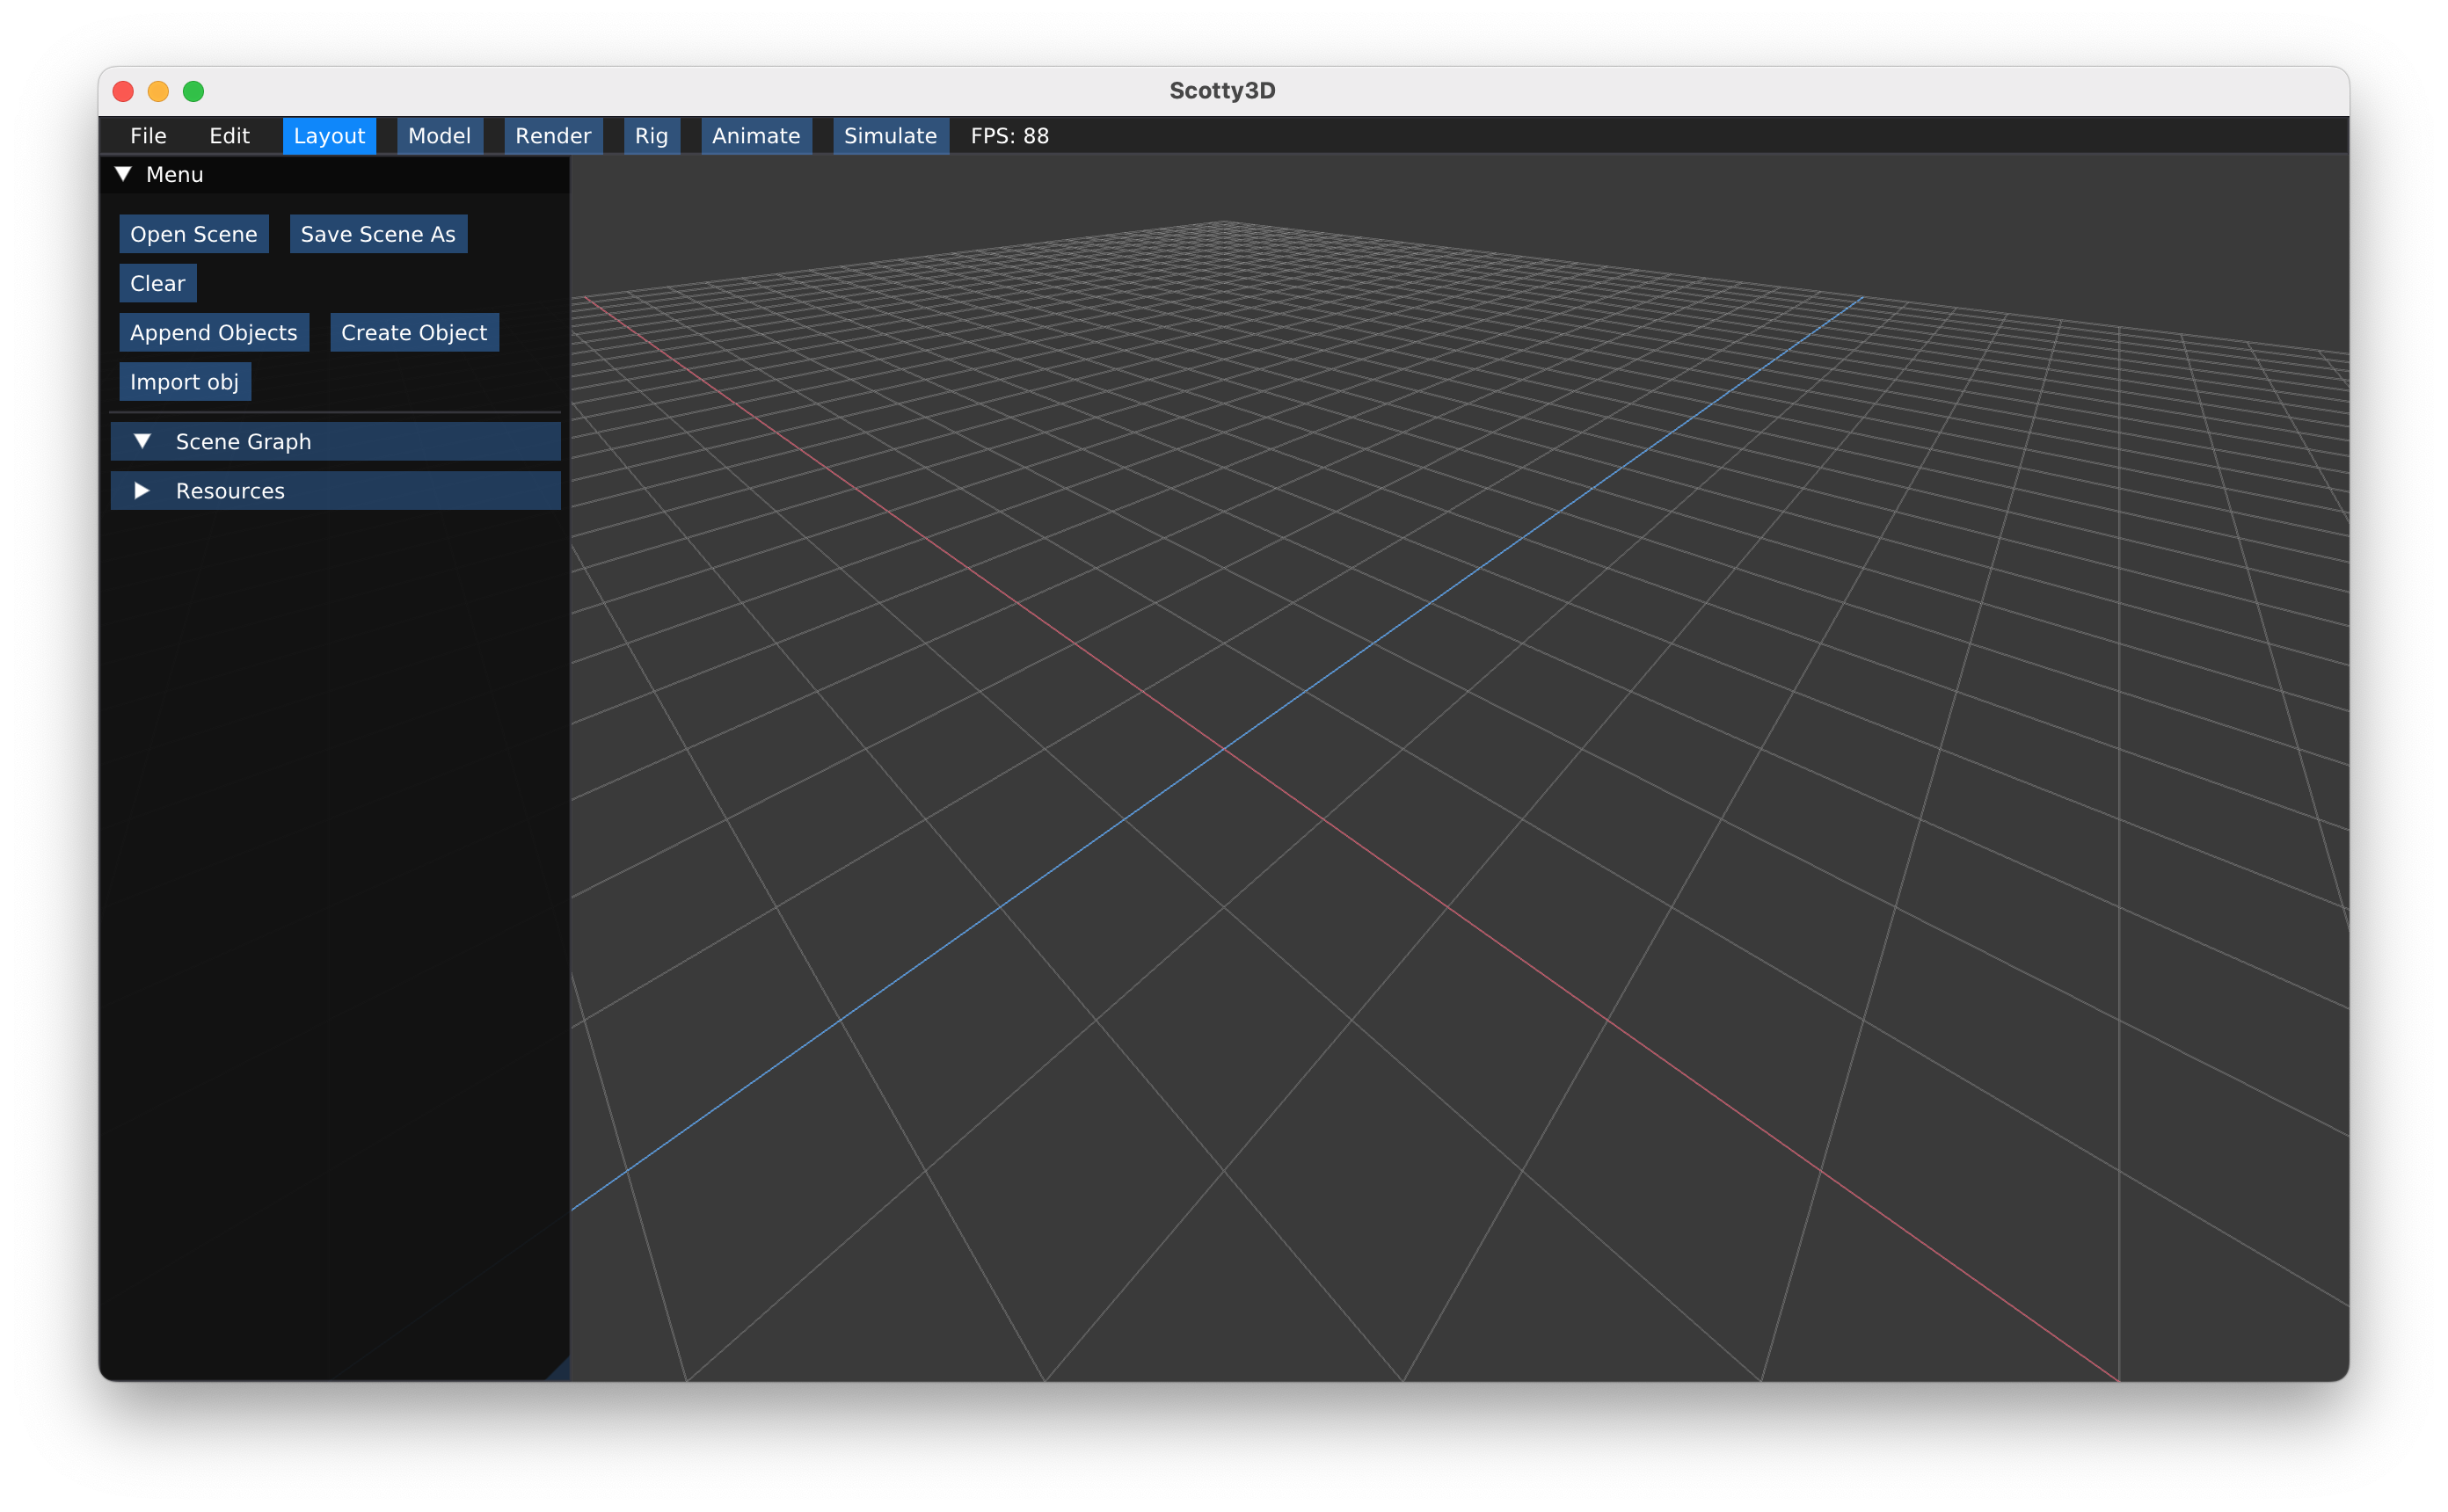 Scotty3D
File Edit Layout Model Render Rig Animate Simulate FPS: 88
Menu
Open Scene Save Scene As
Clear
Append Objects Create Object
Import obj
Scene Graph
Resources